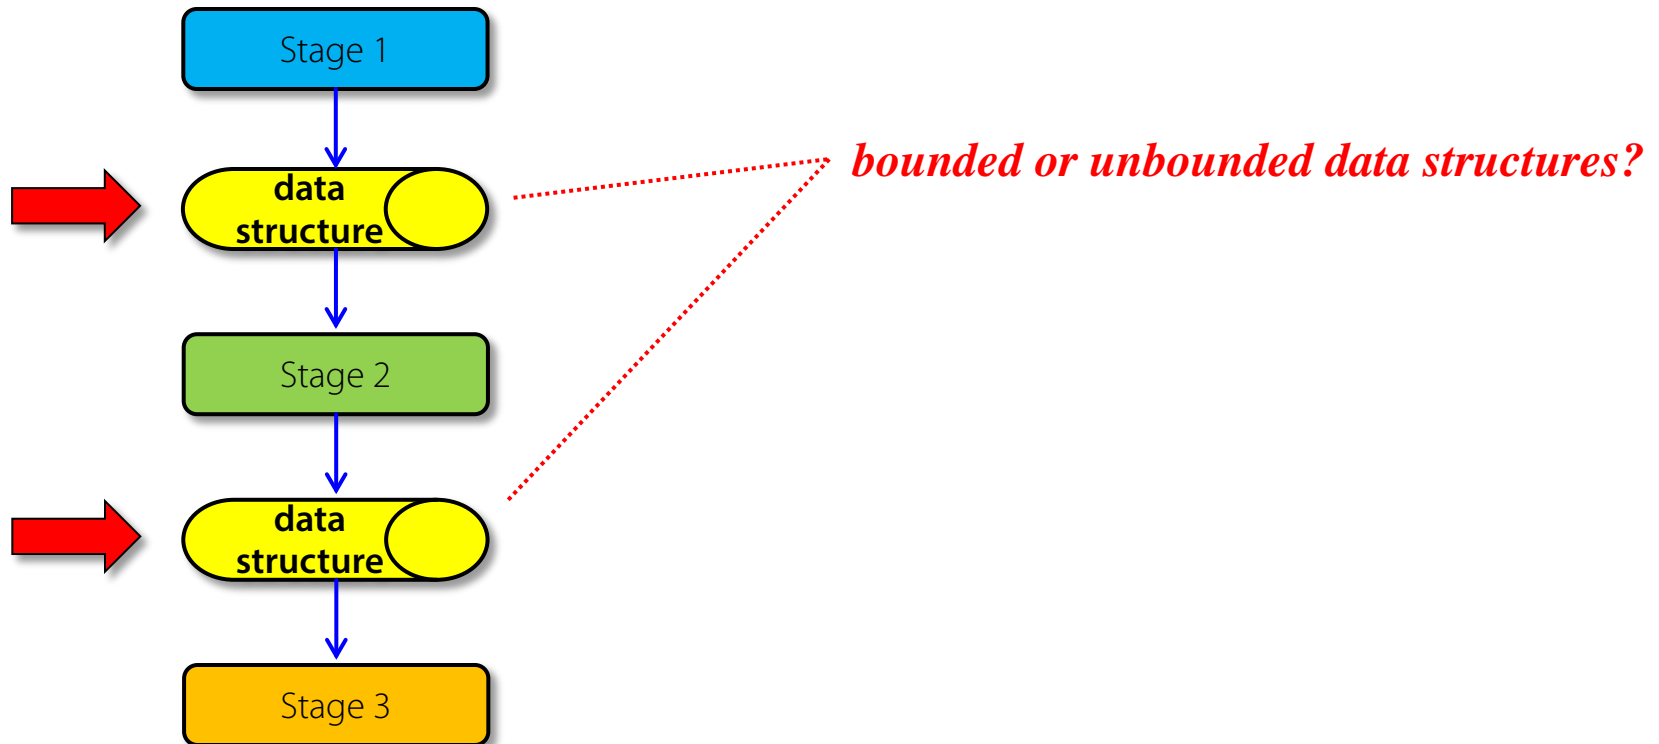 Stage 1
bounded or unbounded data structures?
data
structure
Stage 2
data
structure
Stage 3